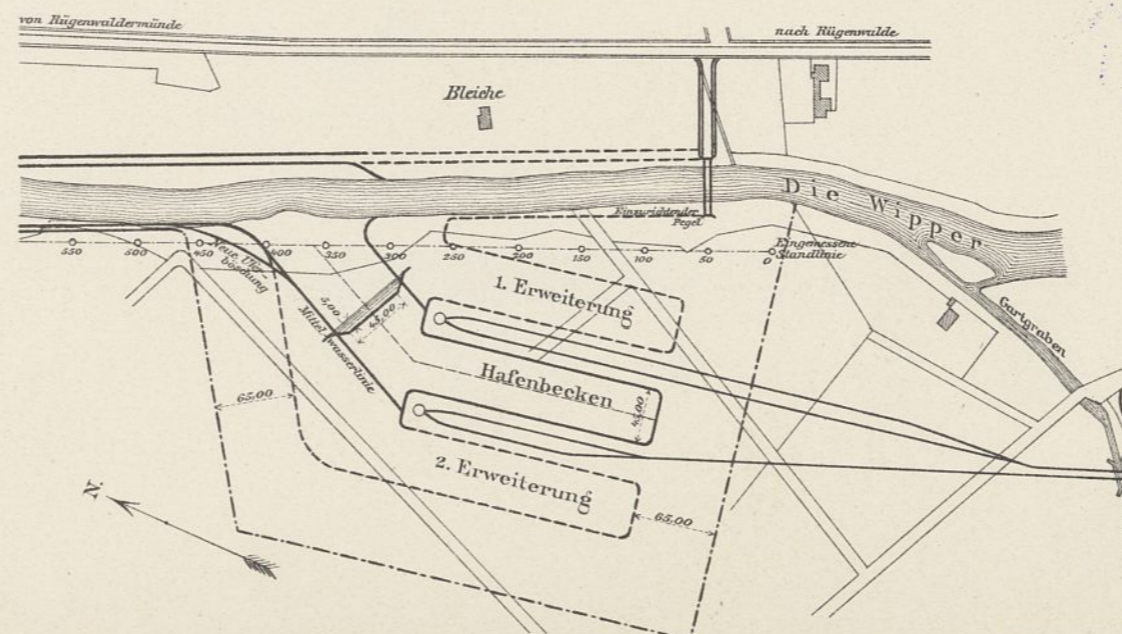 von Rügenwaldermünde
nach Rügenwalde
Bleiche
Die Wipper
Einzurichtender
Pegel
Eingemessene
Standlinie
550
500
450
400
350
300
250
200
150
100
50
0
Neue Ufer-
böschung
1. Erweiterung
Gartgraben
5,00
45,00
Mittelwasserlinie
Hafenbecken
45,00
65,00
2. Erweiterung
65,00
N.